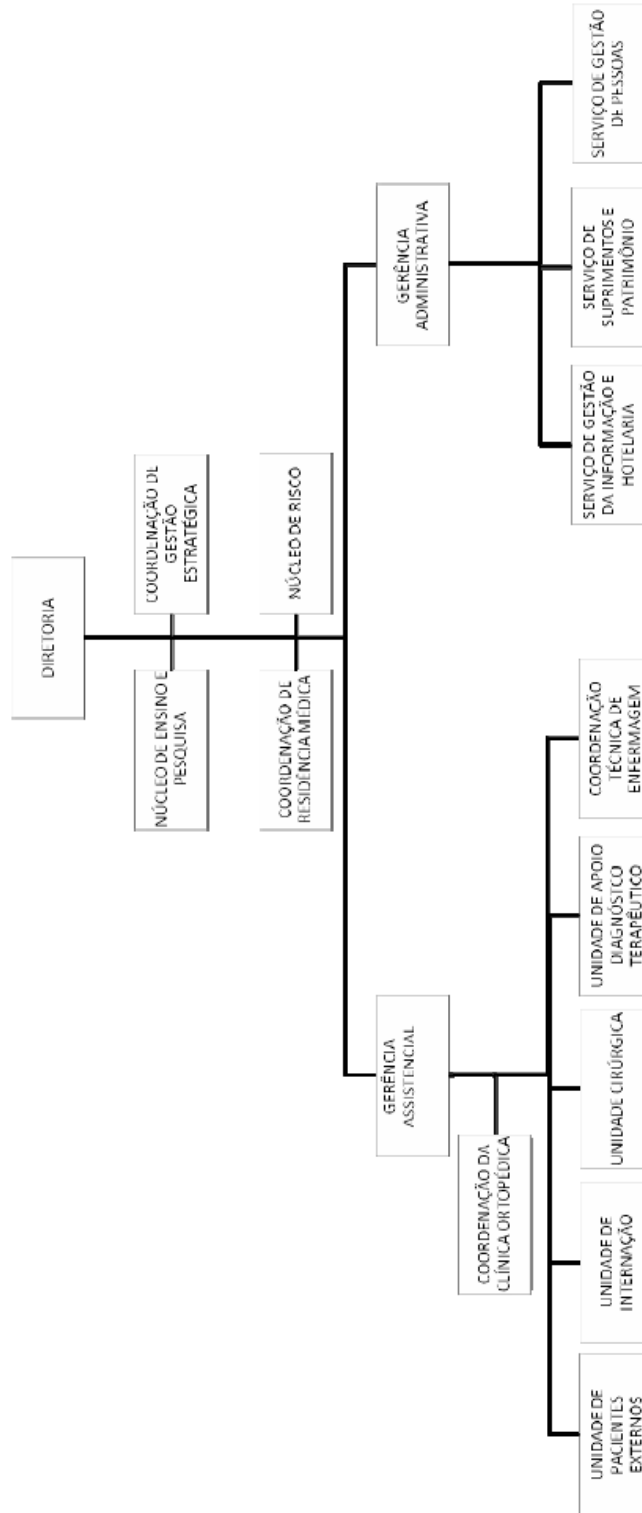 DIRETORIA
NÚCLEO DE ENSINO E
PESQUISA
COORDENAÇÃO DE
GESTÃO
ESTRATÉGICA
COORDENAÇÃO DE
RESIDÊNCIA MÉDICA
NÚCLEO DE RISCO
GERÊNCIA
ASSISTENCIAL
GERÊNCIA
ADMINISTRATIVA
COORDENAÇÃO DA
CLÍNICA ORTOPÉDICA
UNIDADE DE
PACIENTES
EXTERNOS
UNIDADE DE
INTERNAÇÃO
UNIDADE CIRÚRGICA
UNIDADE DE APOIO
DIAGNÓSTCO
TERAPÊUTICO
COORDENAÇÃO
TÉCNICA DE
ENFERMAGEM
SERVIÇO DE GESTÃO
DA INFORMAÇÃO E
HOTELARIA
SERVIÇO DE
SUPRIMENTOS E
PATRIMÔNIO
SERVIÇO DE GESTÃO
DE PESSOAS